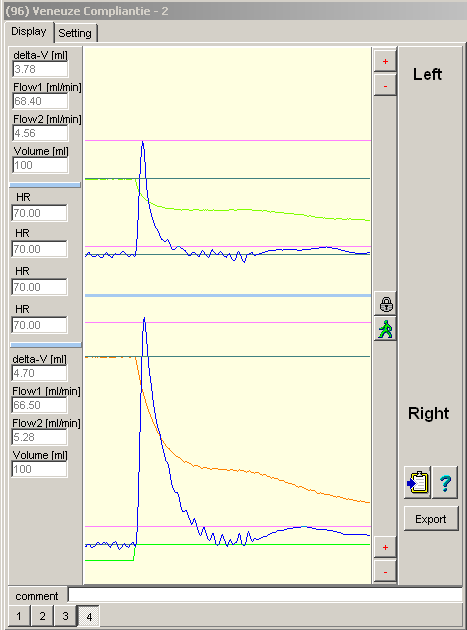 (96) Veneuze Compliantie - 2
Display Setting
delta-V [ml]
3.78
Flow1 [ml/min]
68.40
Flow2 [ml/min]
4.56
Volume [ml]
100
HR
70.00
HR
70.00
HR
70.00
HR
70.00
delta-V [ml]
4.70
Flow1 [ml/min]
66.50
Flow2 [ml/min]
5.28
Volume [ml]
100
+
-
Left
Right
?
Export
+
-
comment
1 2 3 4